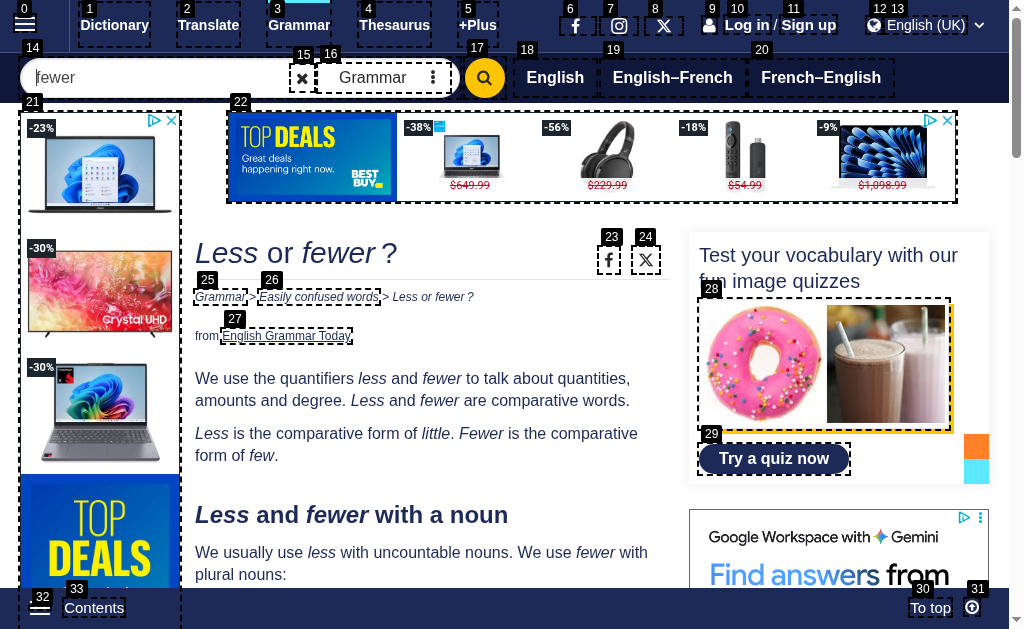 Dictionary
Translate
Grammar
Thesaurus
+Plus
Log in / Sign up
English (UK)
0
1
2
3
4
5
6
7
8
9
10
11
12
13
fewer
Grammar
English
English–French
French–English
14
15
16
17
18
19
20
21
22
-23%
-30%
Crystal UHD
-30%
TOP
DEALS
TOP DEALS
Great deals
happening right now.
BEST
BUY
-38%
$649.99
-56%
$229.99
-18%
$54.99
-9%
$1,098.99
Less or fewer ?
23
24
25
26
Grammar > Easily confused words > Less or fewer ?
27
from English Grammar Today
We use the quantifiers less and fewer to talk about quantities,
amounts and degree. Less and fewer are comparative words.
Less is the comparative form of little. Fewer is the comparative
form of few.
Less and fewer with a noun
We usually use less with uncountable nouns. We use fewer with
plural nouns:
Test your vocabulary with our
fun image quizzes
28
29
Try a quiz now
Google Workspace with Gemini
Find answers from
32
33
Contents
30
31
To top